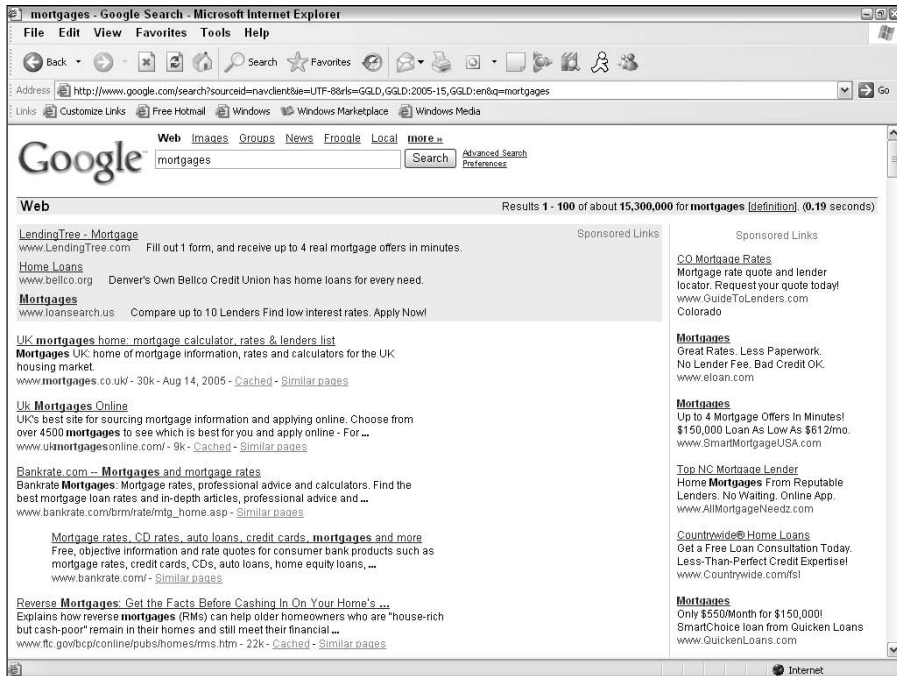 mortgages - Google Search - Microsoft Internet Explorer
File Edit View Favorites Tools Help
Back Search Favorites
Address http://www.google.com/search?sourceid=navclient&ie=UTF-8&rls=GGLD,GGLD:2005-15,GGLD:en&q=mortgages Go
Links Customize Links Free Hotmail Windows Windows Marketplace Windows Media
Web Images Groups News Froogle Local more »
Google™
mortgages Search Advanced Search
Preferences
Web Results 1 - 100 of about 15,300,000 for mortgages [definition]. (0.19 seconds)
LendingTree - Mortgage Sponsored Links
www.LendingTree.com Fill out 1 form, and receive up to 4 real mortgage offers in minutes.
Home Loans
www.bellco.org Denver's Own Bellco Credit Union has home loans for every need.
Mortgages
www.loansearch.us Compare up to 10 Lenders Find low interest rates. Apply Now!
UK mortgages home: mortgage calculator, rates & lenders list
Mortgages UK: home of mortgage information, rates and calculators for the UK
housing market.
www.mortgages.co.uk/ - 30k - Aug 14, 2005 - Cached - Similar pages
Uk Mortgages Online
UK's best site for sourcing mortgage information and applying online. Choose from
over 4500 mortgages to see which is best for you and apply online - For ...
www.ukmortgagesonline.com/ - 9k - Cached - Similar pages
Bankrate.com -- Mortgages and mortgage rates
Bankrate Mortgages: Mortgage rates, professional advice and calculators. Find the
best mortgage loan rates and in-depth articles, professional advice and ...
www.bankrate.com/brm/rate/mtg_home.asp - Similar pages
Mortgage rates, CD rates, auto loans, credit cards, mortgages and more
Free, objective information and rate quotes for consumer bank products such as
mortgage rates, credit cards, CDs, auto loans, home equity loans, ...
www.bankrate.com/ - Similar pages
Reverse Mortgages: Get the Facts Before Cashing In On Your Home's ...
Explains how reverse mortgages (RMs) can help older homeowners who are "house-rich
but cash-poor" remain in their homes and still meet their financial ...
www.ftc.gov/bcp/conline/pubs/homes/rms.htm - 22k - Cached - Similar pages
Sponsored Links
CO Mortgage Rates
Mortgage rate quote and lender
locator. Request your quote today!
www.GuideToLenders.com
Colorado
Mortgages
Great Rates. Less Paperwork.
No Lender Fee. Bad Credit OK.
www.eloan.com
Mortgages
Up to 4 Mortgage Offers In Minutes!
$150,000 Loan As Low As $612/mo.
www.SmartMortgageUSA.com
Top NC Mortgage Lender
Home Mortgages From Reputable
Lenders. No Waiting. Online App.
www.AllMortgageNeedz.com
Countrywide® Home Loans
Get a Free Loan Consultation Today.
Less-Than-Perfect Credit Expertise!
www.Countrywide.com/fsl
Mortgages
Only $550/Month for $150,000!
SmartChoice loan from Quicken Loans
www.QuickenLoans.com
Internet